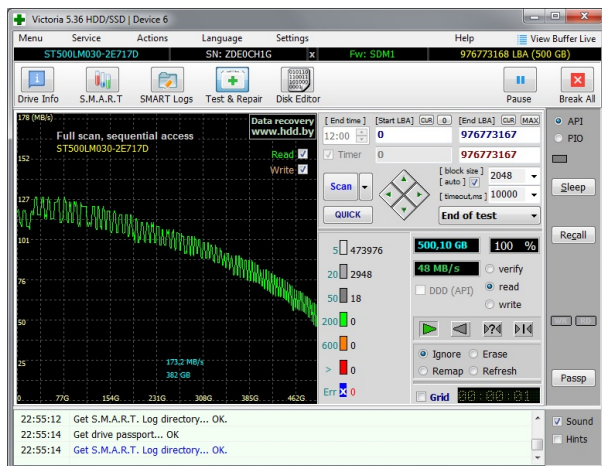 Victoria 5.36 HDD/SSD | Device 6
Menu Service Actions Language Settings Help View Buffer Live
ST500LM030-2E717D SN: ZDE0CH1G x Fw: SDM1 976773168 LBA (500 GB)
Drive Info S.M.A.R.T SMART Logs Test & Repair Disk Editor Pause Break All
178 (MB/s)
Full scan, sequential access
ST500LM030-2E717D
Data recovery
www.hdd.by
Read
Write
152
127
101
76
50
25
173,2 MB/s
382 GB
0 77G 154G 231G 308G 385G 462G
[ End time ] [Start LBA] CUR 0 [End LBA] CUR MAX
12:00 0 976773167
Timer 0 976773167
Scan
QUICK
[ block size ] 2048
[ auto ]
[ timeout,ms ] 10000
End of test
5 473976
20 2948
50 18
200 0
600 0
> 0
Err x 0
500,10 GB 100 %
48 MB/s
DDD (API)
verify
read
write
Ignore Erase
Remap Refresh
Grid 00:00:01
API
PIO
Sleep
Recall
Passp
22:55:12 Get S.M.A.R.T. Log directory... OK.
22:55:14 Get drive passport... OK
22:55:14 Get S.M.A.R.T. Log directory... OK.
Sound
Hints